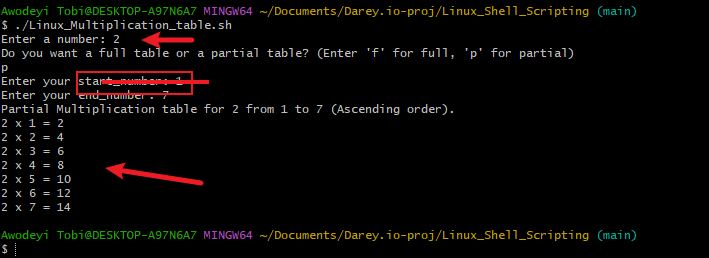 Awodeyi Tobi@DESKTOP-A97N6A7 MINGW64 ~/Documents/Darey.io-proj/Linux_Shell_Scripting (main)
$ ./Linux_Multiplication_table.sh
Enter a number: 2
Do you want a full table or a partial table? (Enter 'f' for full, 'p' for partial)
p
Enter your start_number: 1
Enter your end_number: 7
Partial Multiplication table for 2 from 1 to 7 (Ascending order).
2 x 1 = 2
2 x 2 = 4
2 x 3 = 6
2 x 4 = 8
2 x 5 = 10
2 x 6 = 12
2 x 7 = 14
Awodeyi Tobi@DESKTOP-A97N6A7 MINGW64 ~/Documents/Darey.io-proj/Linux_Shell_Scripting (main)
$